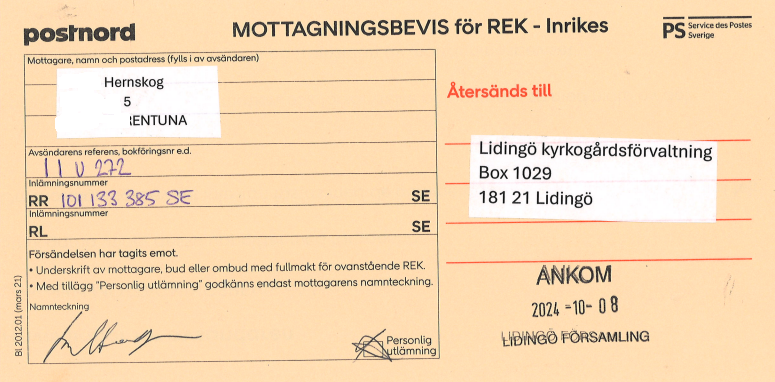 postnord
MOTTAGNINGSBEVIS för REK - Inrikes
PS Service des Postes
Sverige
Mottagare, namn och postadress (fylls i av avsändaren)
Hernskog
5
RENTUNA
Avsändarens referens, bokföringsnr e.d.
11 U 272
Inlämningsnummer
RR 101 133 385 SE SE
Inlämningsnummer
RL SE
Försändelsen har tagits emot.
• Underskrift av mottagare, bud eller ombud med fullmakt för ovanstående REK.
• Med tillägg "Personlig utlämning" godkänns endast mottagarens namnteckning.
Namnteckning
Personlig
utlämning
Bl 2012.01 (mars 21)
Återsänds till
Lidingö kyrkogårdsförvaltning
Box 1029
181 21 Lidingö
ANKOM
2024 -10- 08
LIDINGÖ FÖRSAMLING